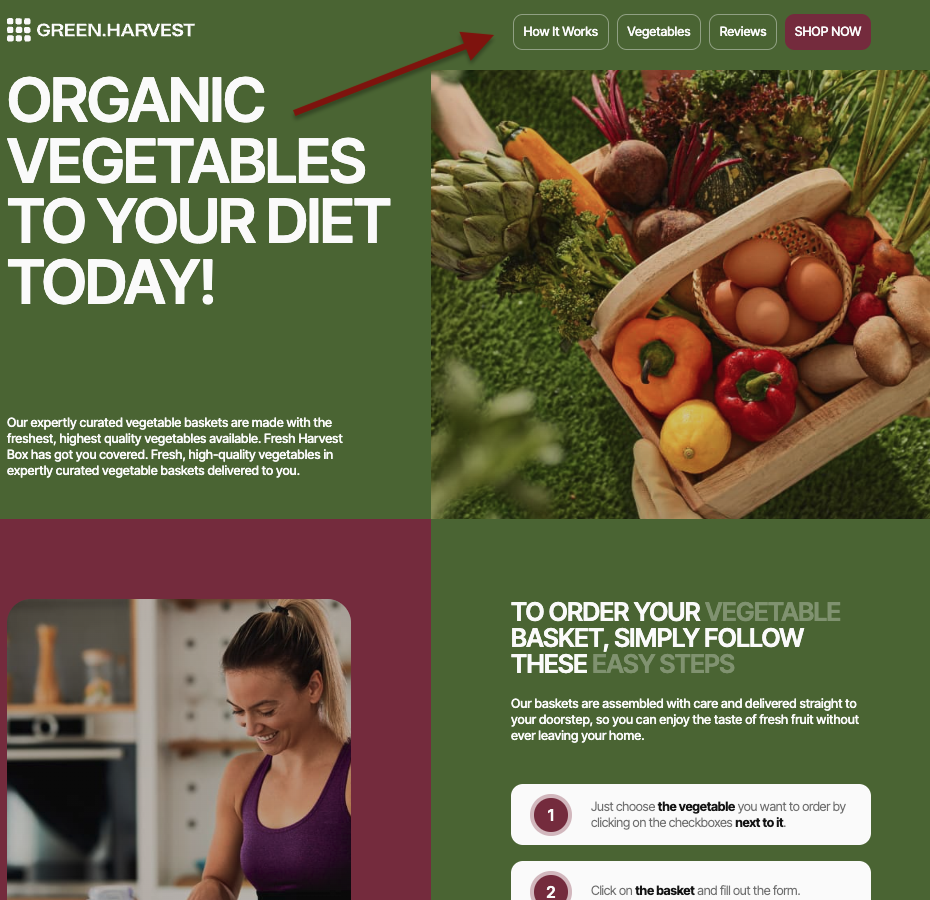 GREEN.HARVEST
How It Works
Vegetables
Reviews
SHOP NOW
ORGANIC
VEGETABLES
TO YOUR DIET
TODAY!
Our expertly curated vegetable baskets are made with the
freshest, highest quality vegetables available. Fresh Harvest
Box has got you covered. Fresh, high-quality vegetables in
expertly curated vegetable baskets delivered to you.
TO ORDER YOUR VEGETABLE
BASKET, SIMPLY FOLLOW
THESE EASY STEPS
Our baskets are assembled with care and delivered straight to
your doorstep, so you can enjoy the taste of fresh fruit without
ever leaving your home.
1
Just choose the vegetable you want to order by
clicking on the checkboxes next to it.
2
Click on the basket and fill out the form.